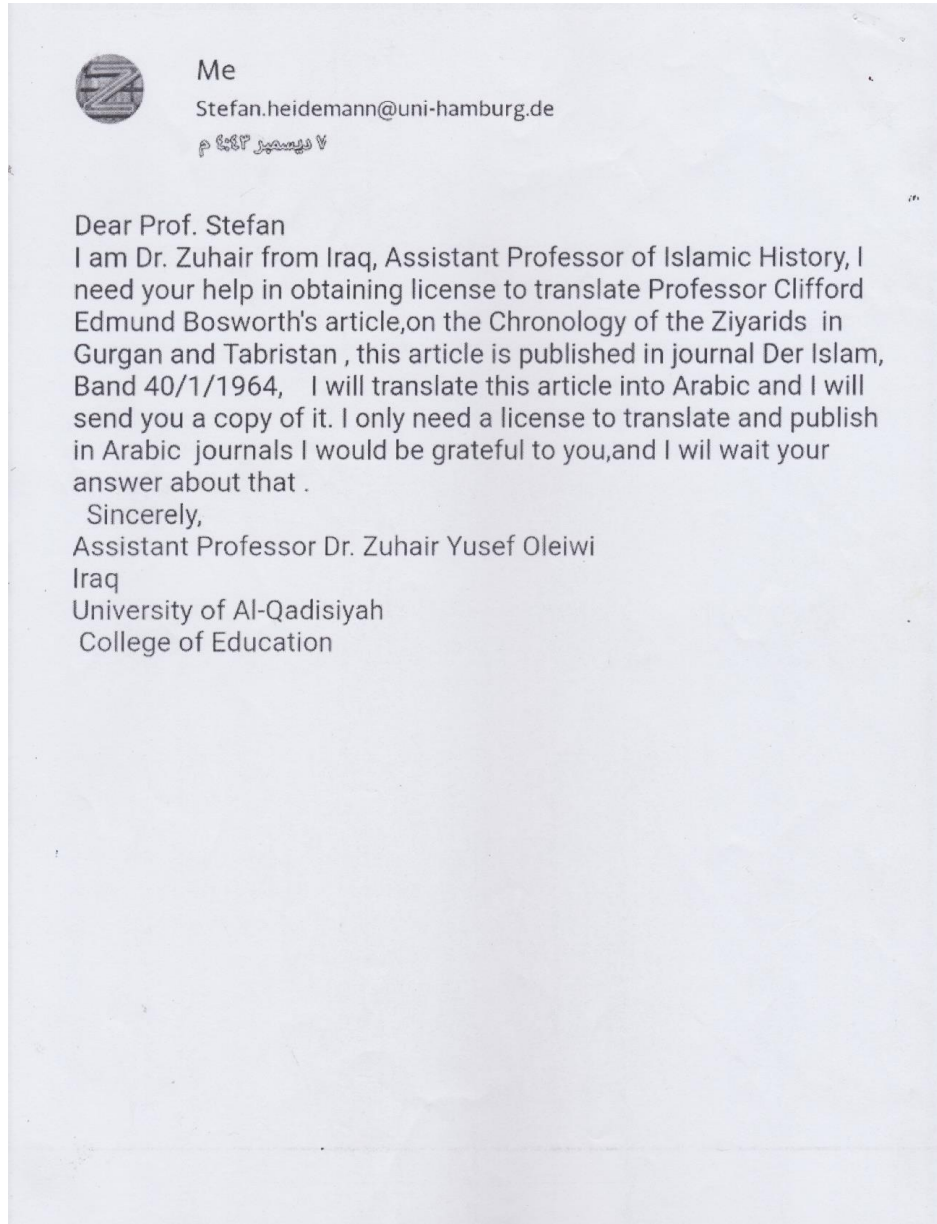 Me
Stefan.heidemann@uni-hamburg.de
٧ ديسمبر ٤:٤٣ م
Dear Prof. Stefan
I am Dr. Zuhair from Iraq, Assistant Professor of Islamic History, I
need your help in obtaining license to translate Professor Clifford
Edmund Bosworth's article,on the Chronology of the Ziyarids in
Gurgan and Tabristan , this article is published in journal Der Islam,
Band 40/1/1964, I will translate this article into Arabic and I will
send you a copy of it. I only need a license to translate and publish
in Arabic journals I would be grateful to you,and I wil wait your
answer about that .
Sincerely,
Assistant Professor Dr. Zuhair Yusef Oleiwi
Iraq
University of Al-Qadisiyah
College of Education